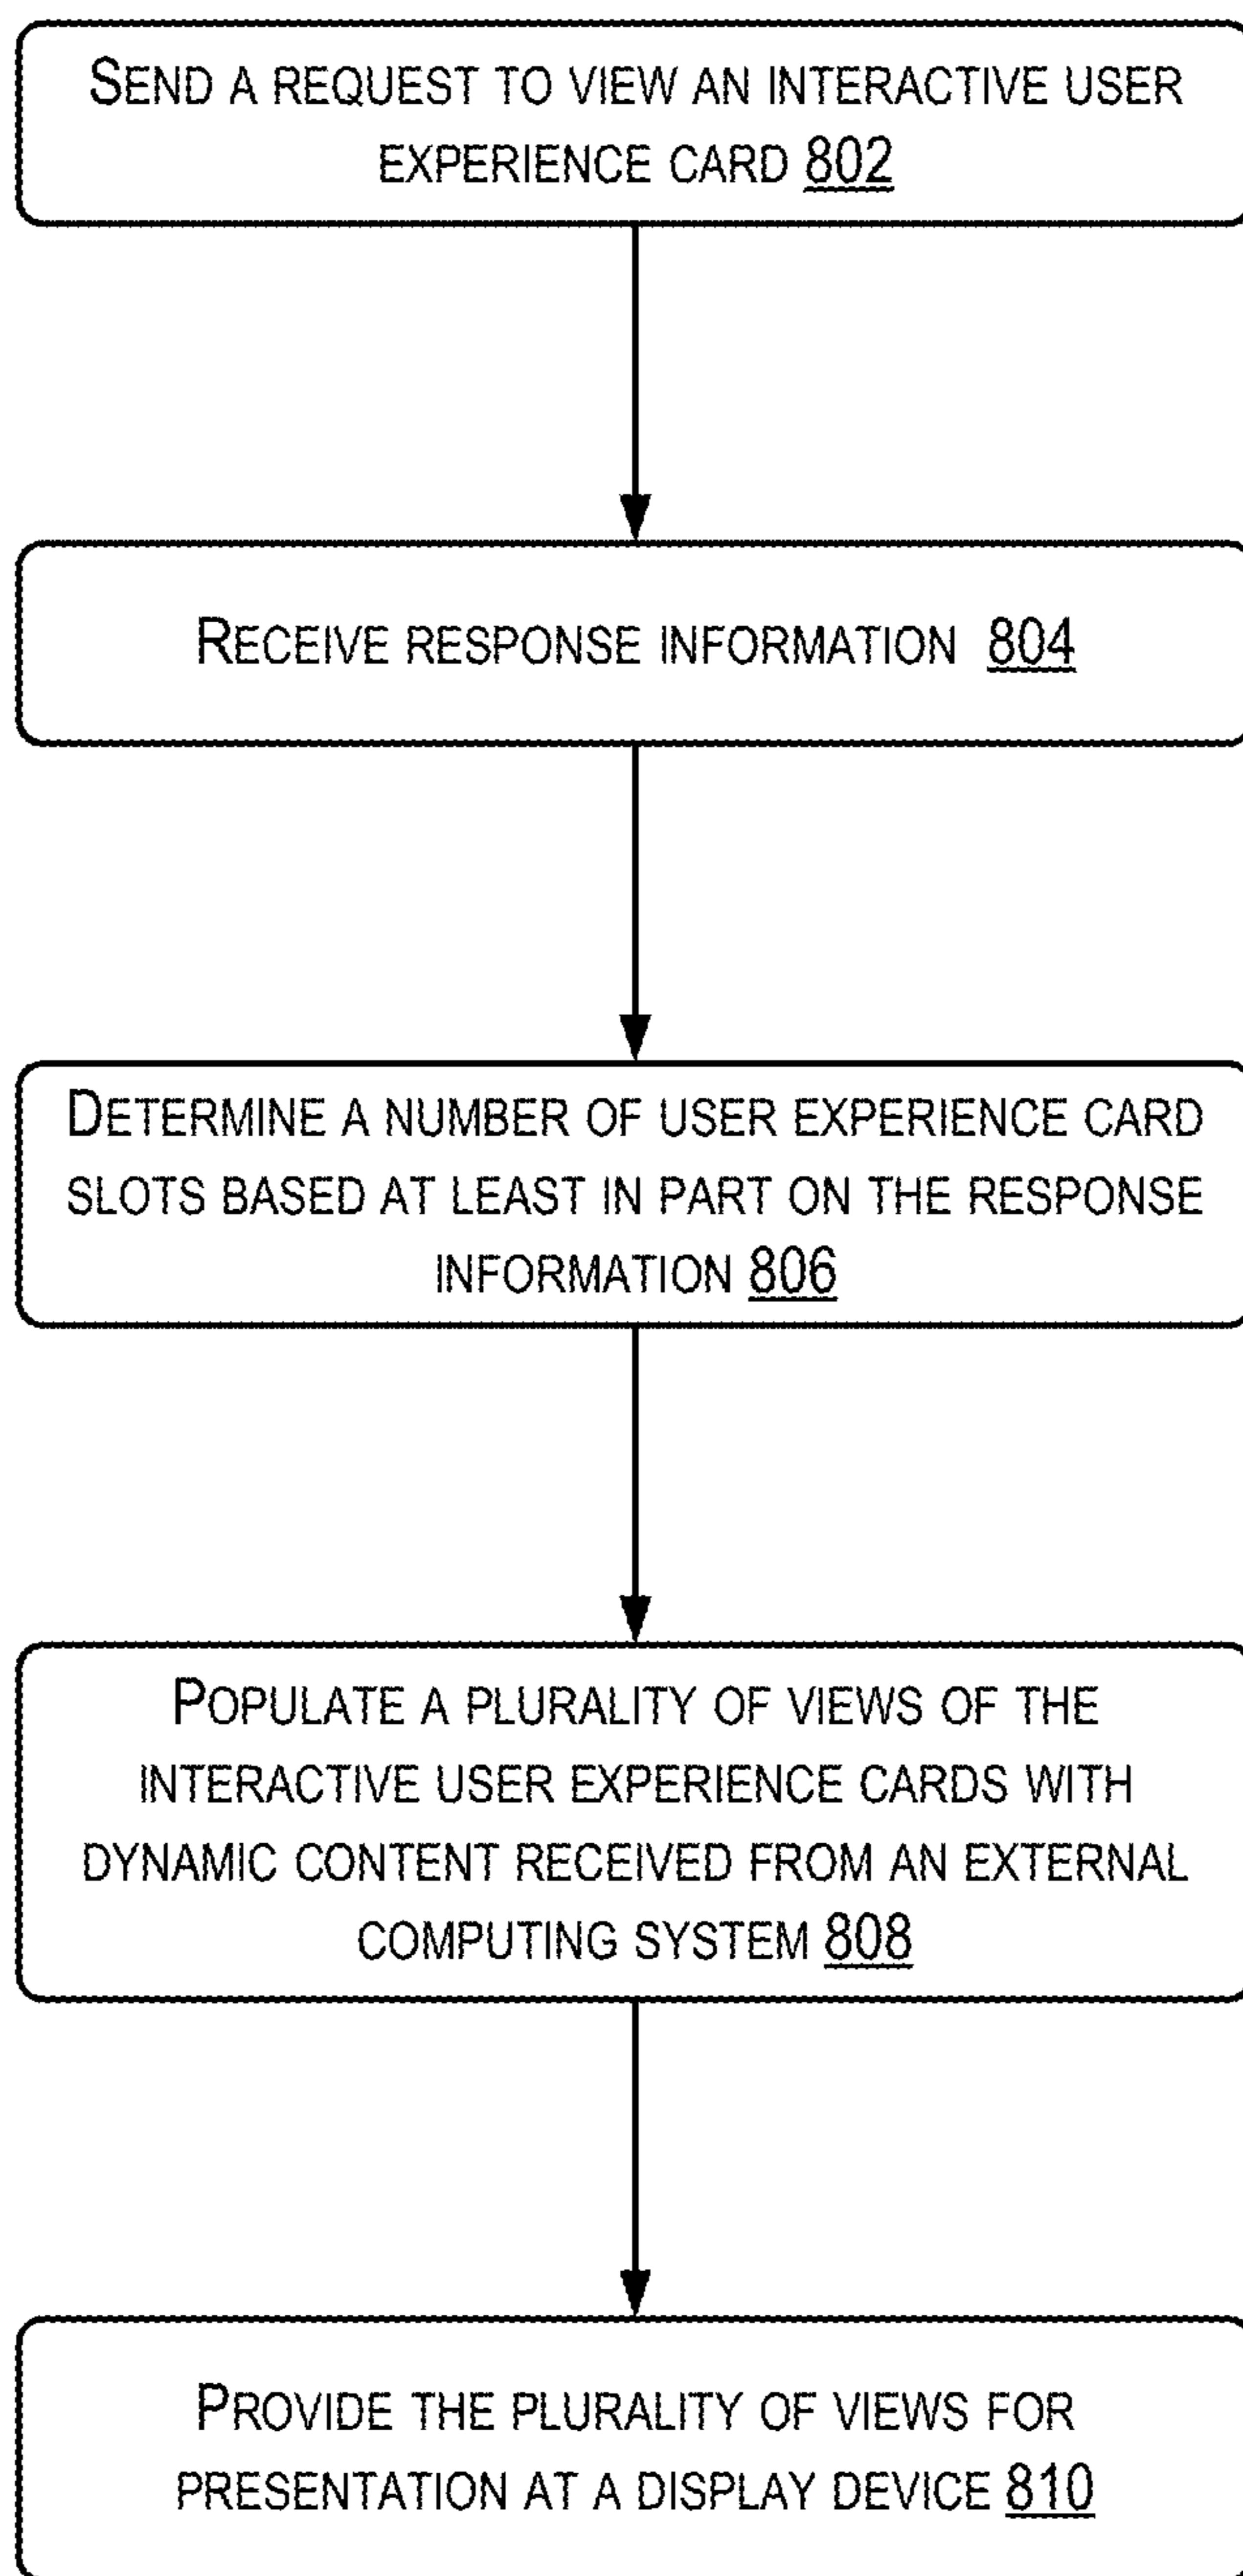 SEND A REQUEST TO VIEW AN INTERACTIVE USER
EXPERIENCE CARD 802
RECEIVE RESPONSE INFORMATION 804
DETERMINE A NUMBER OF USER EXPERIENCE CARD
SLOTS BASED AT LEAST IN PART ON THE RESPONSE
INFORMATION 806
POPULATE A PLURALITY OF VIEWS OF THE
INTERACTIVE USER EXPERIENCE CARDS WITH
DYNAMIC CONTENT RECEIVED FROM AN EXTERNAL
COMPUTING SYSTEM 808
PROVIDE THE PLURALITY OF VIEWS FOR
PRESENTATION AT A DISPLAY DEVICE 810